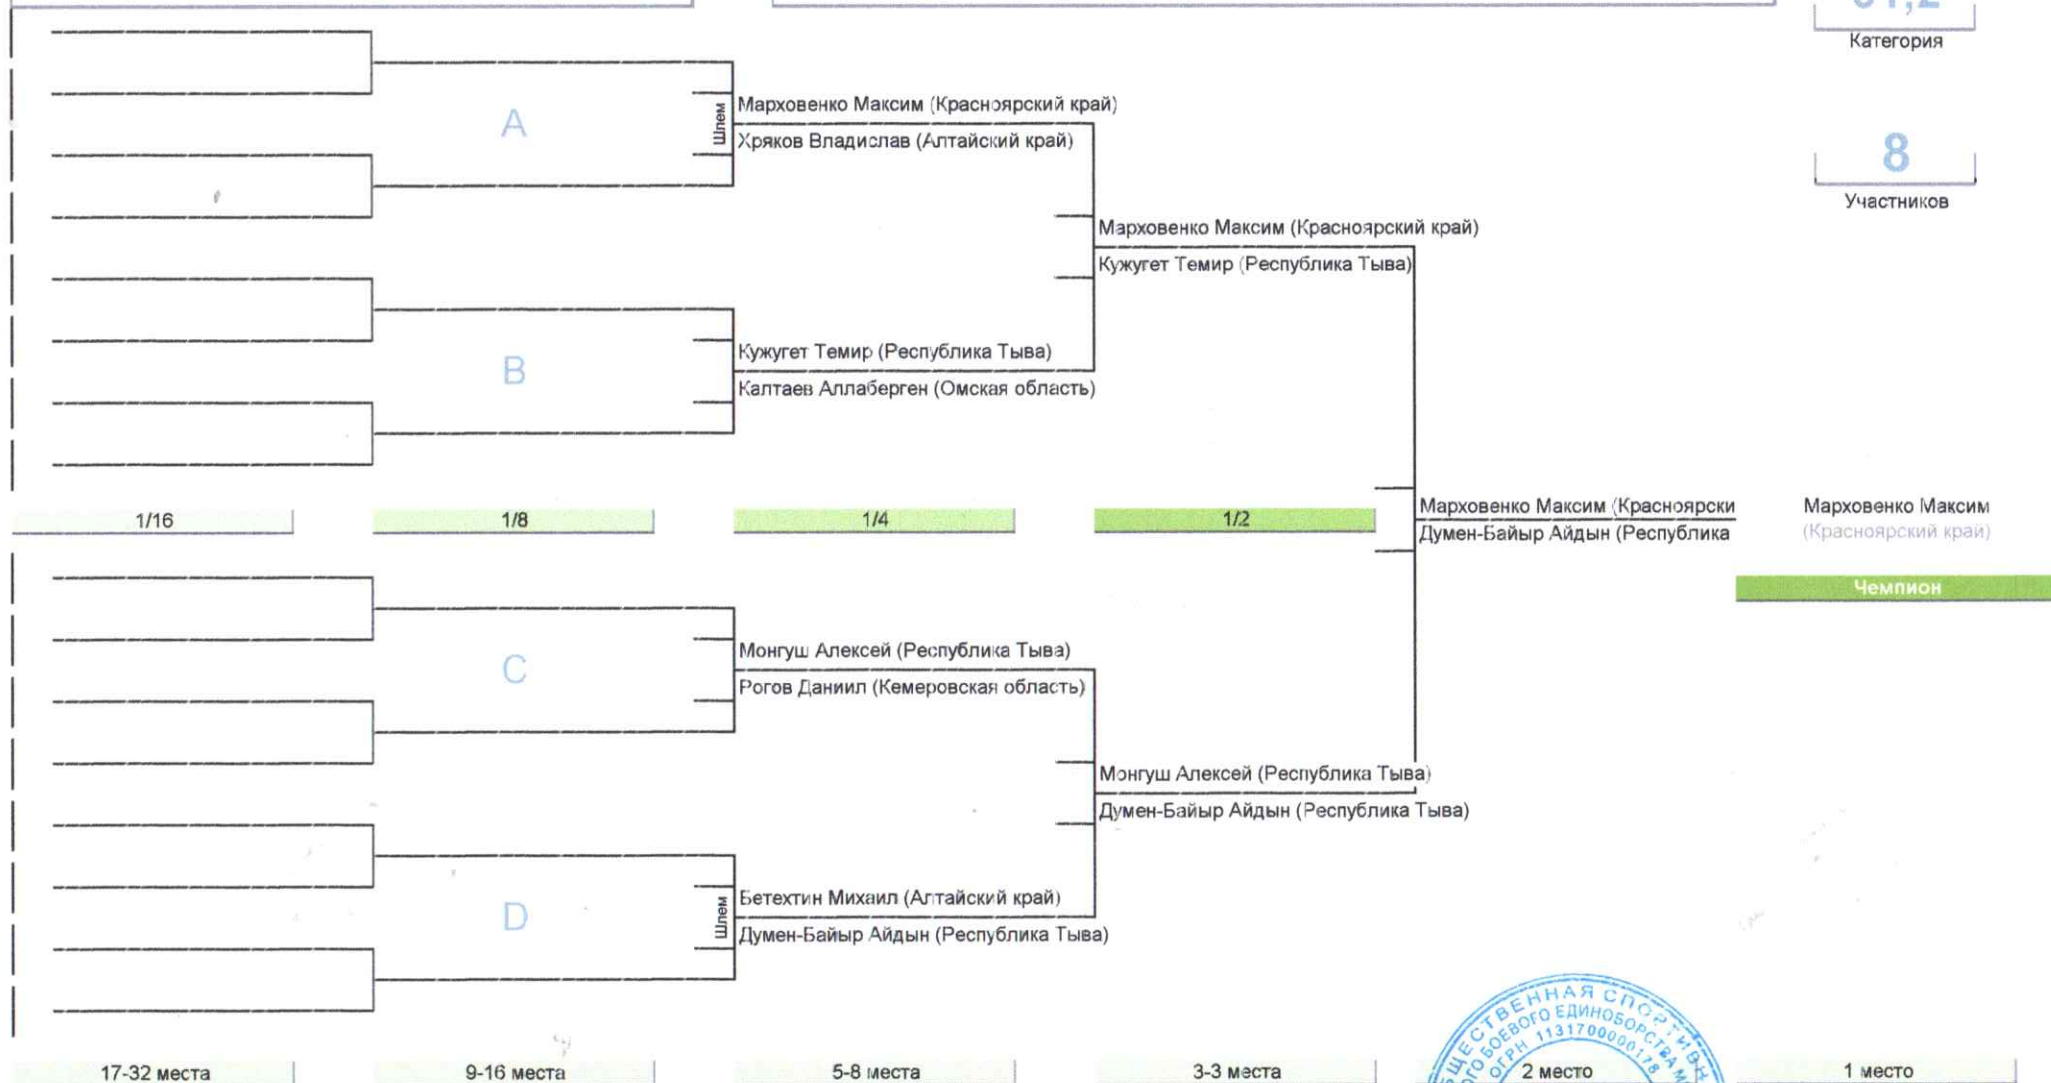 Категория
Марховенко Максим (Красноярский край)
A
Шлем
Хряков Владислав (Алтайский край)
8
Участников
Марховенко Максим (Красноярский край)
Кужугет Темир (Республика Тыва)
Кужугет Темир (Республика Тыва)
B
Калтаев Аллаберген (Омская область)
1/16
1/8
1/4
1/2
Марховенко Максим (Красноярски
Думен-Байыр Айдын (Республика
Марховенко Максим
(Красноярский край)
Чемпион
Монгуш Алексей (Республика Тыва)
C
Рогов Даниил (Кемеровская область)
Монгуш Алексей (Республика Тыва)
Думен-Байыр Айдын (Республика Тыва)
Бетехтин Михаил (Алтайский край)
D
Шлем
Думен-Байыр Айдын (Республика Тыва)
БОЕВОГО ЕДИНОБОРСТВА
ОГРН 1131700000178
17-32 места
9-16 места
5-8 места
3-3 места
2 место
1 место